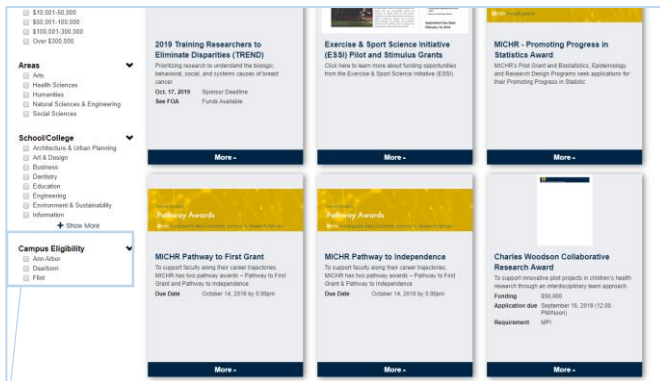 $10,001-50,000
$50,001-100,000
$100,001-300,000
Over $300,000
Areas
Arts
Health Sciences
Humanities
Natural Sciences & Engineering
Social Sciences
School/College
Architecture & Urban Planning
Art & Design
Business
Dentistry
Education
Engineering
Environment & Sustainability
Information
+ Show More
Campus Eligibility
Ann Arbor
Dearborn
Flint
2019 Training Researchers to
Eliminate Disparities (TREND)
Prioritizing research to understand the biologic,
behavioral, social, and systems causes of breast
cancer.
Oct. 17, 2019 Sponsor Deadline
See FOA Funds Available
More
Application Due Date
Exercise & Sport Science Initiative
(ESSI) Pilot and Stimulus Grants
Click here to learn more about funding opportunities
from the Exercise & Sport Science Initiative (ESSI).
More
MICHR - Promoting Progress in
Statistics Award
MICHR's Pilot Grant and Biostatistics, Epidemiology
and Research Design Programs seek applications for
their Promoting Progress in Statistic
More
Pathway Awards
MICHR Pathway to First Grant
To support faculty along their career trajectories,
MICHR has two pathway awards – Pathway to First
Grant and Pathway to Independence
Due Date October 14, 2019 by 5:00pm
More
Pathway Awards
MICHR Pathway to Independence
To support faculty along their career trajectories,
MICHR has two pathway awards – Pathway to First
Grant & Pathway to Independence
Due Date October 14, 2019 by 5:00pm
More
Charles Woodson Collaborative
Research Award
To support innovative pilot projects in children's health
research through an interdisciplinary team approach.
Funding $50,000
Application due September 16, 2019 (12:00
PM/Noon)
Requirement MPI
More